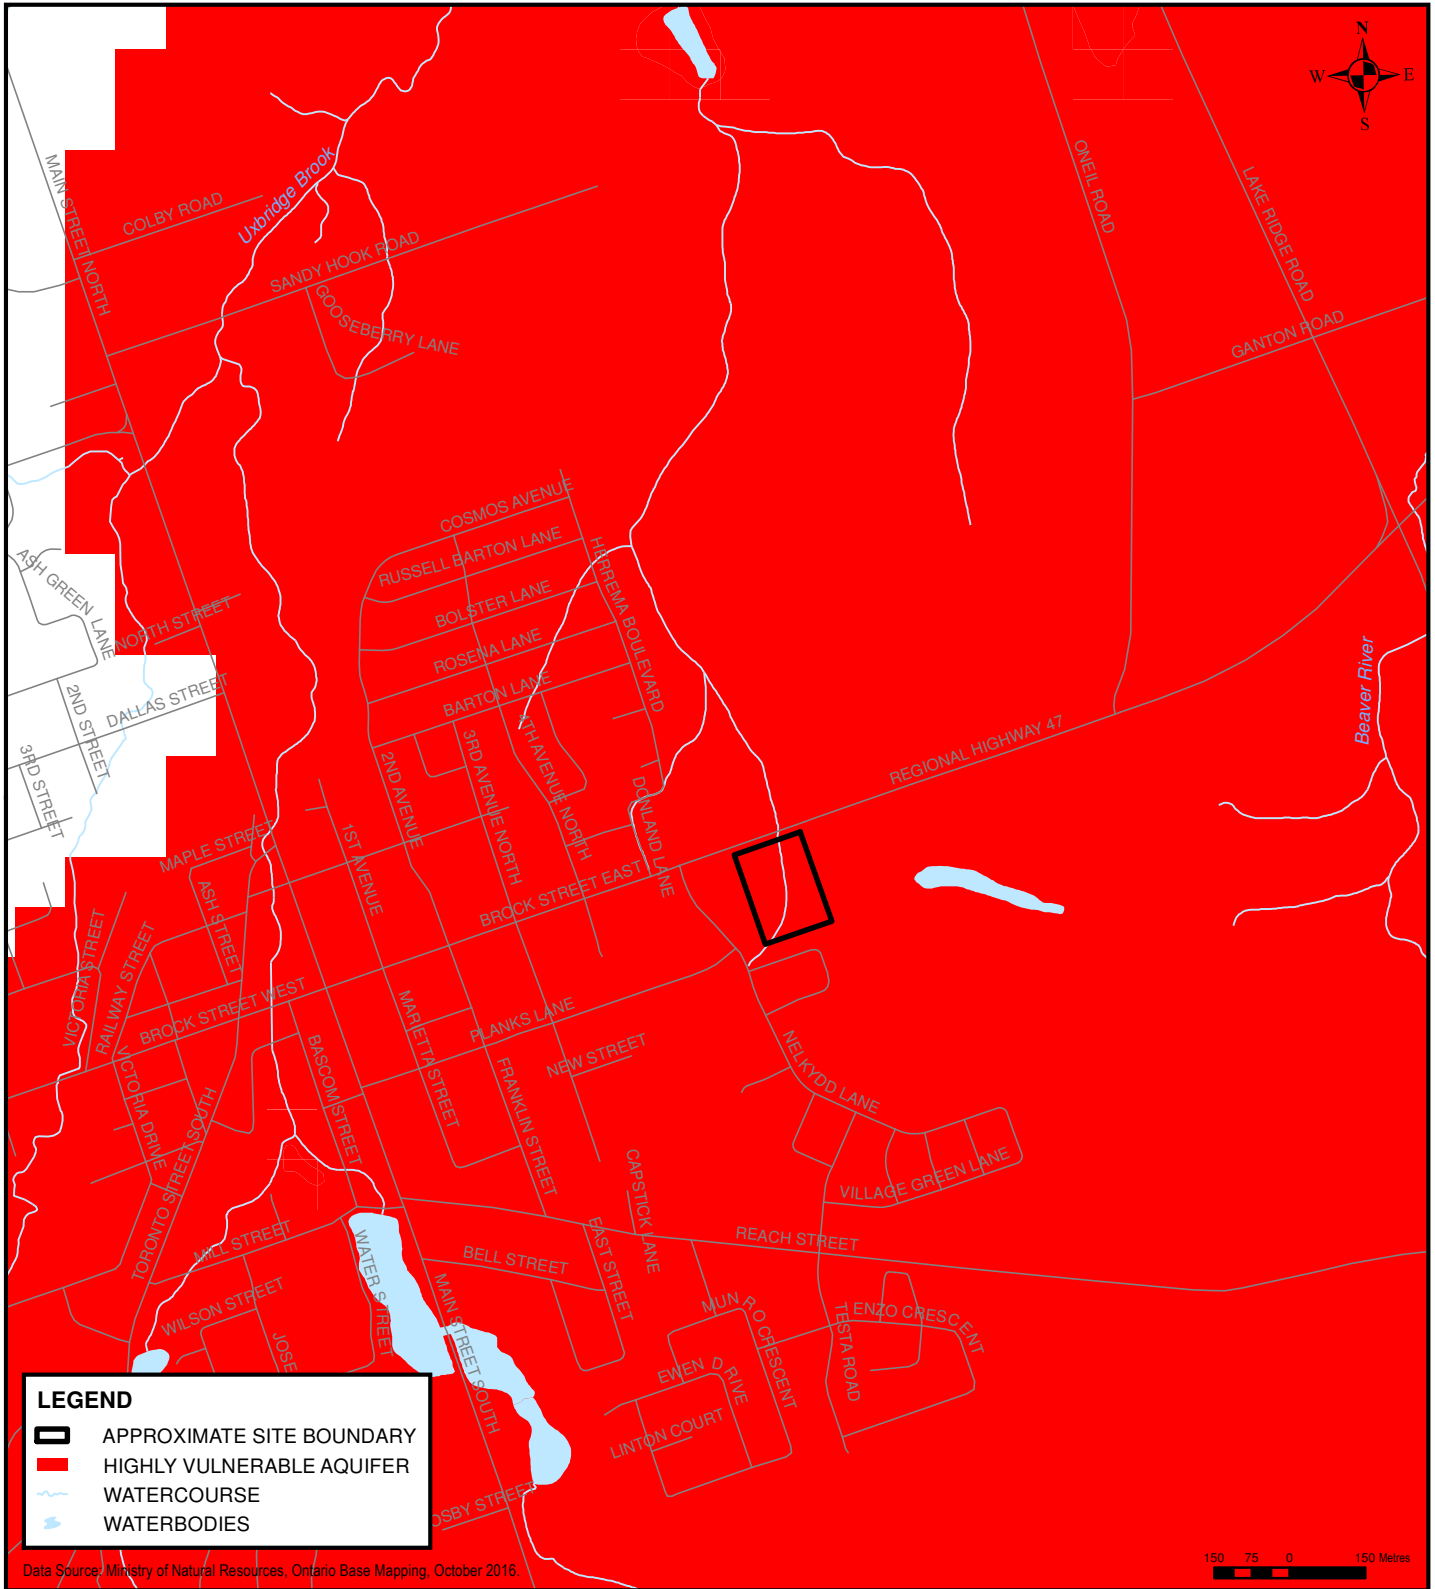 N
W E
S
MAIN STREET NORTH
COLBY ROAD
Uxbridge Brook
SANDY HOOK ROAD
GOOSEBERRY LANE
ONEIL ROAD
LAKE RIDGE ROAD
GANTON ROAD
COSMOS AVENUE
RUSSELL BARTON LANE
BOLSTER LANE
ROSENA LANE
BARTON LANE
HERREMA BOULEVARD
ASH GREEN LANE
NORTH STREET
DALLAS STREET
2ND STREET
3RD STREET
REGIONAL HIGHWAY 47
Beaver River
2ND AVENUE
3RD AVENUE NORTH
4TH AVENUE NORTH
DONLAND LANE
MAPLE STREET
1ST AVENUE
ASH STREET
BROCK STREET EAST
VICTORIA STREET
RAILWAY STREET
BROCK STREET WEST
VICTORIA DRIVE
BASCOM STREET
MARIETTA STREET
PLANKS LANE
NEW STREET
FRANKLIN STREET
NELKYDD LANE
TORONTO STREET SOUTH
CAPSTICK LANE
VILLAGE GREEN LANE
MILL STREET
WATER STREET
BELL STREET
EAST STREET
REACH STREET
WILSON STREET
JOSE
MAIN STREET SOUTH
MUNRO CRESCENT
ENZO CRESCENT
TESTA ROAD
EWEN DRIVE
LINTON COURT
OSBY STREET
LEGEND
APPROXIMATE SITE BOUNDARY
HIGHLY VULNERABLE AQUIFER
WATERCOURSE
WATERBODIES
Data Source: Ministry of Natural Resources, Ontario Base Mapping, October 2016.
150 75 0 150 Metres